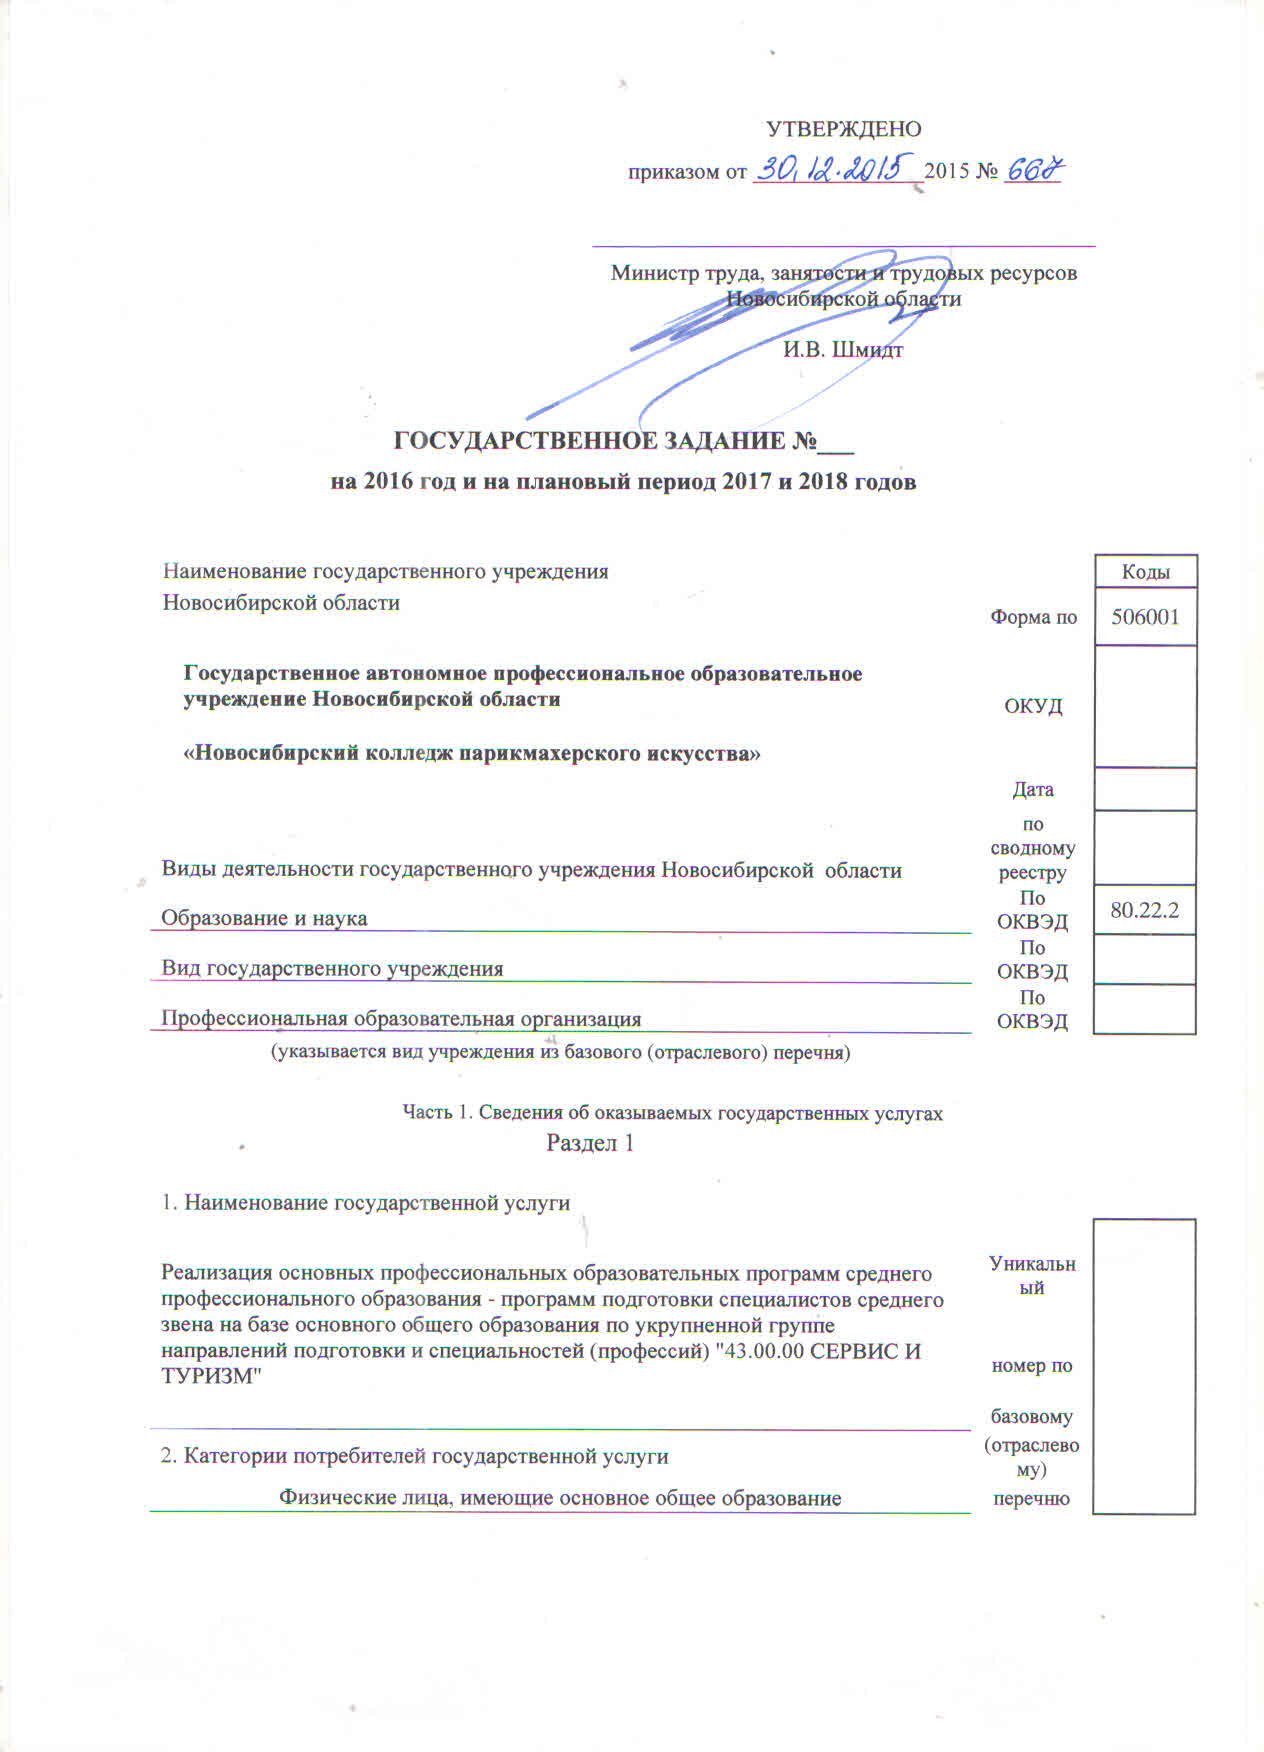 УТВЕРЖДЕНО
приказом от 30.12.2015 2015 № 667
Министр труда, занятости и трудовых ресурсов
Новосибирской области
И.В. Шмидт
ГОСУДАРСТВЕННОЕ ЗАДАНИЕ №___
на 2016 год и на плановый период 2017 и 2018 годов
Наименование государственного учреждения
Новосибирской области
Коды
Форма по
506001
Государственное автономное профессиональное образовательное
учреждение Новосибирской области
ОКУД
«Новосибирский колледж парикмахерского искусства»
Дата
по
сводному
реестру
Виды деятельности государственного учреждения Новосибирской области
Образование и наука
По
ОКВЭД
80.22.2
Вид государственного учреждения
По
ОКВЭД
Профессиональная образовательная организация
По
ОКВЭД
(указывается вид учреждения из базового (отраслевого) перечня)
Часть 1. Сведения об оказываемых государственных услугах
Раздел 1
1. Наименование государственной услуги
Реализация основных профессиональных образовательных программ среднего
профессионального образования - программ подготовки специалистов среднего
звена на базе основного общего образования по укрупненной группе
направлений подготовки и специальностей (профессий) "43.00.00 СЕРВИС И
ТУРИЗМ"
Уникальн
ый
номер по
базовому
(отраслево
му)
перечню
2. Категории потребителей государственной услуги
Физические лица, имеющие основное общее образование